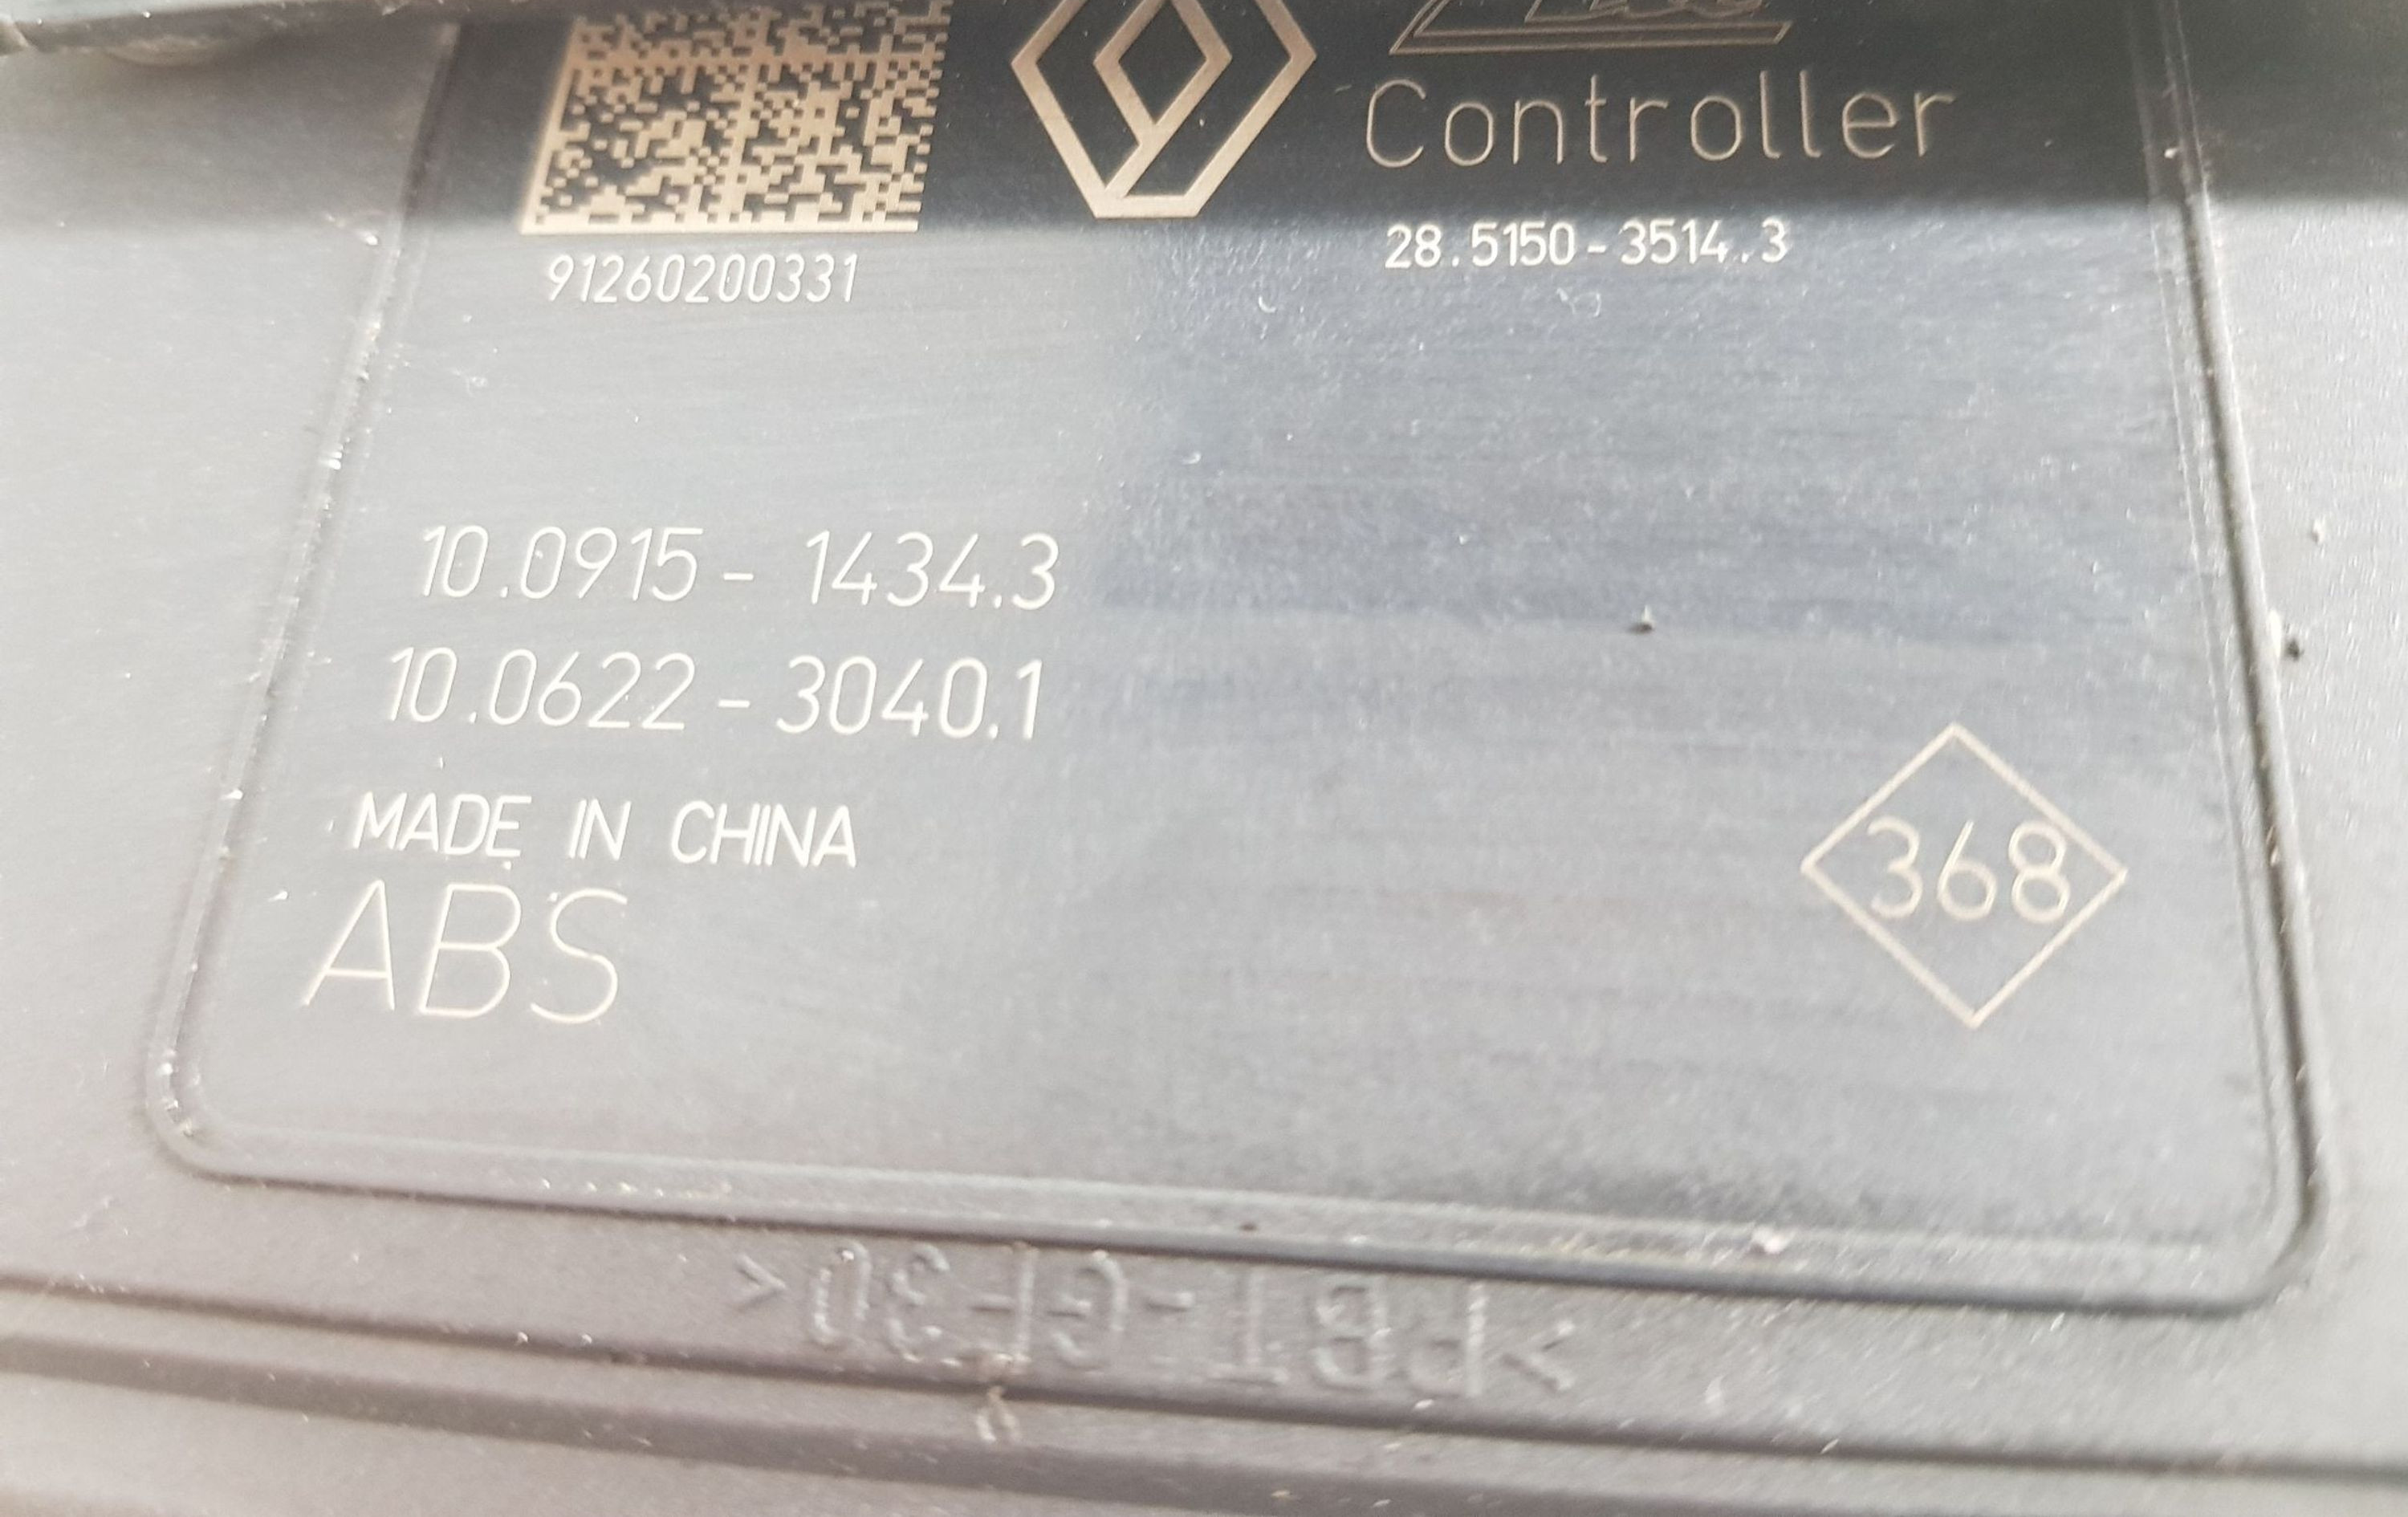 Controller
28.5150-3514.3
91260200331
10.0915-1434.3
10.0622-3040.1
MADE IN CHINA
ABS
368
>PBT-GF30<